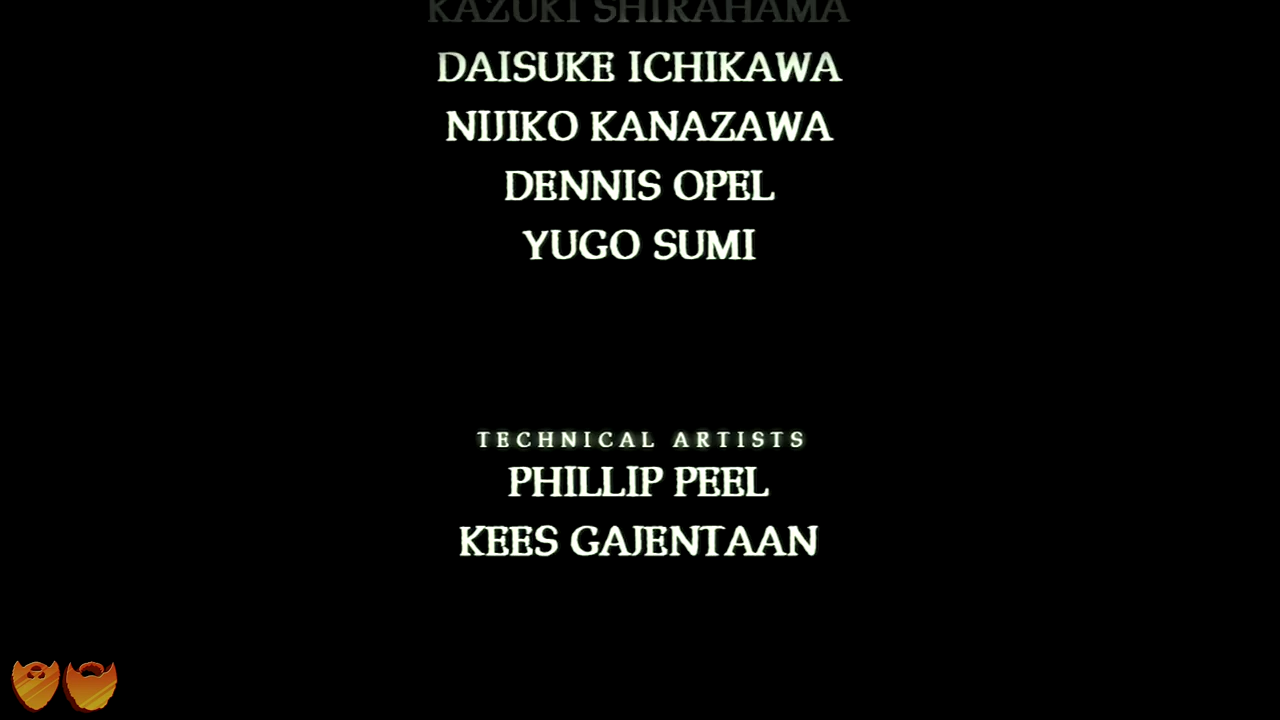 KAZUKI SHIRAHAMA
DAISUKE ICHIKAWA
NIJIKO KANAZAWA
DENNIS OPEL
YUGO SUMI
TECHNICAL ARTISTS
PHILLIP PEEL
KEES GAJENTAAN